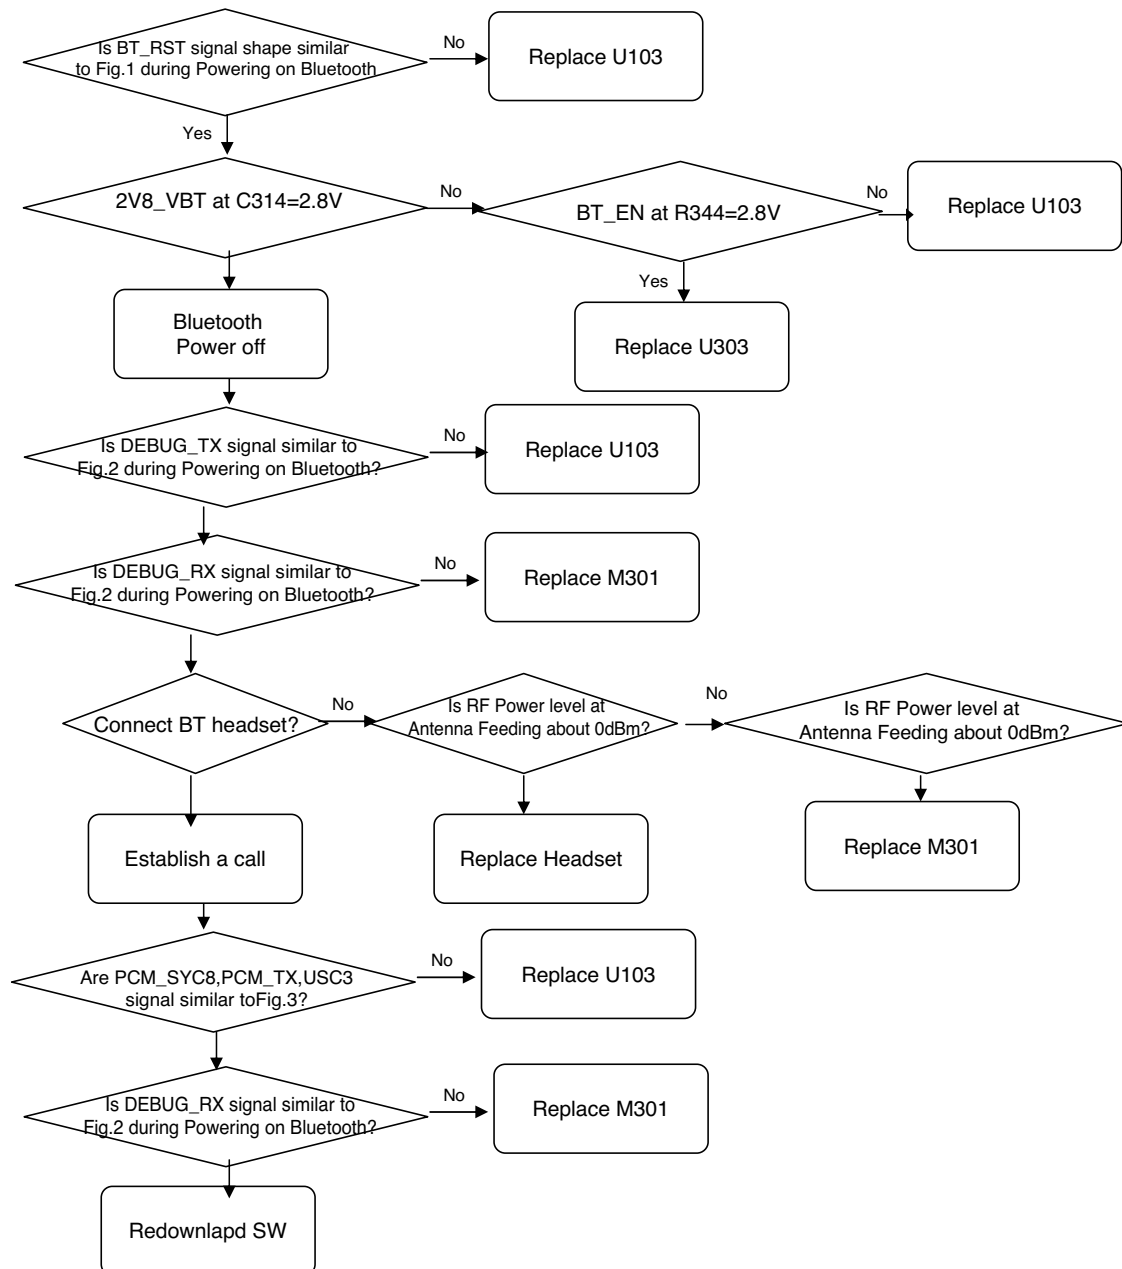 Is BT_RST signal shape similar
to Fig.1 during Powering on Bluetooth
No
Replace U103
Yes
2V8_VBT at C314=2.8V
No
BT_EN at R344=2.8V
No
Replace U103
Yes
Bluetooth
Power off
Replace U303
Is DEBUG_TX signal similar to
Fig.2 during Powering on Bluetooth?
No
Replace U103
Is DEBUG_RX signal similar to
Fig.2 during Powering on Bluetooth?
No
Replace M301
Connect BT headset?
No
Is RF Power level at
Antenna Feeding about 0dBm?
No
Is RF Power level at
Antenna Feeding about 0dBm?
Establish a call
Replace Headset
Replace M301
Are PCM_SYC8,PCM_TX,USC3
signal similar toFig.3?
No
Replace U103
Is DEBUG_RX signal similar to
Fig.2 during Powering on Bluetooth?
No
Replace M301
Redownlapd SW